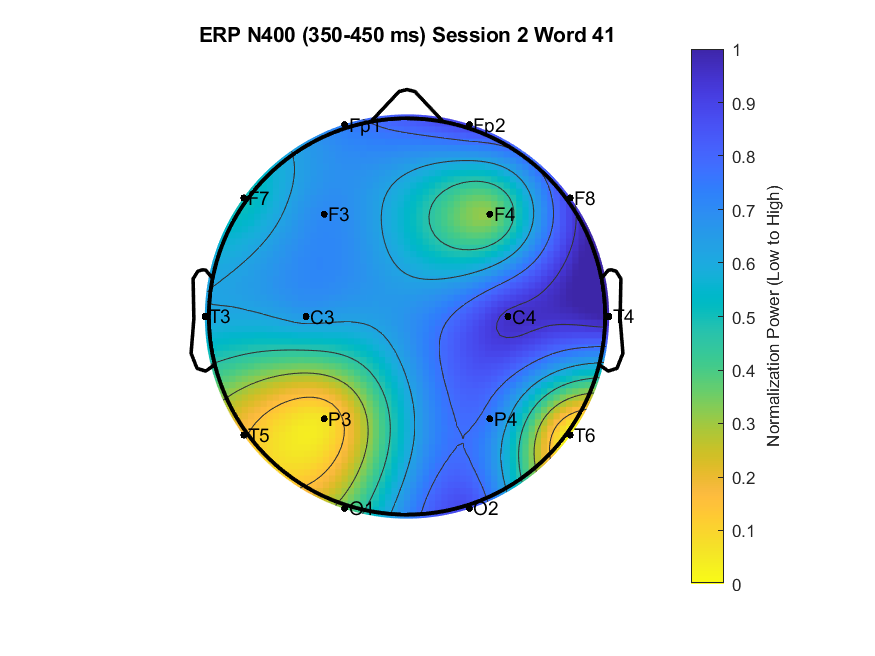 ERP N400 (350-450 ms) Session 2 Word 41
Fp1 Fp2
F7 F3 F4 F8
T3 C3 C4 T4
T5 P3 P4 T6
O1 O2
1
0.9
0.8
0.7
0.6
0.5
0.4
0.3
0.2
0.1
0
Normalization Power (Low to High)